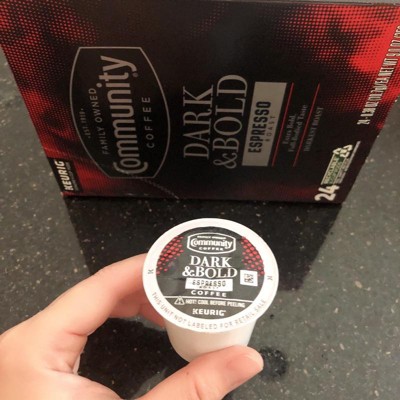 EST. 1919
FAMILY OWNED
Community®
COFFEE
DARK
&BOLD
ESPRESSO
ROAST
KEURIG
24
COMMUNITY COFFEE
DARK
&BOLD
ESPRESSO
ROAST
COFFEE
HOT! COOL BEFORE PEELING
KEURIG
THIS UNIT NOT LABELED FOR RETAIL SALE